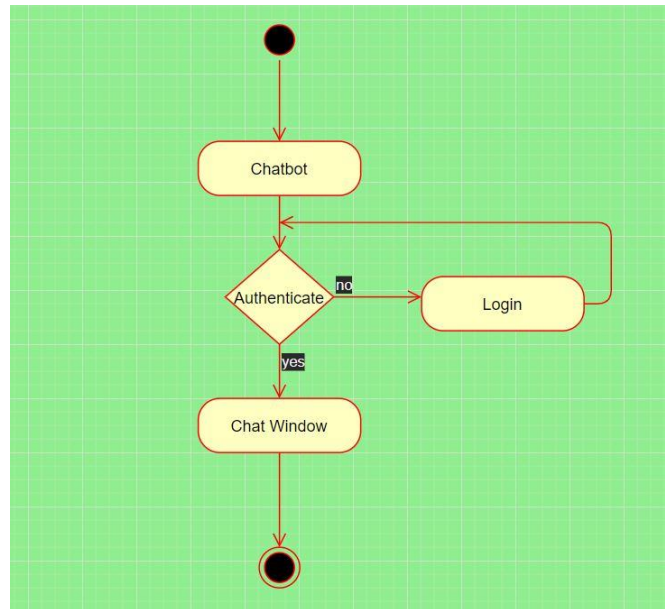 Chatbot
Authenticate
no
Login
yes
Chat Window